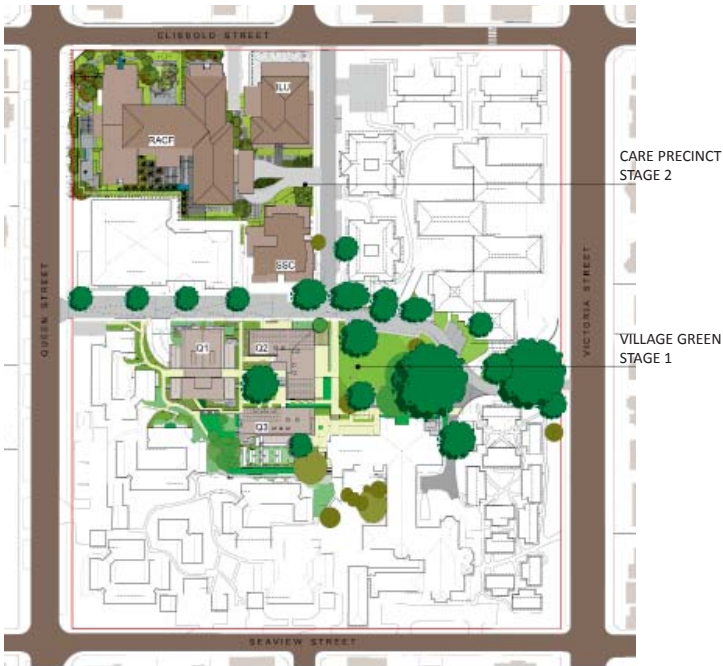 CLISSOLD STREET
ILU
RACF
CARE PRECINCT
STAGE 2
SSC
QUEEN STREET
VICTORIA STREET
Q1
Q2
VILLAGE GREEN
STAGE 1
Q3
SEAVIEW STREET